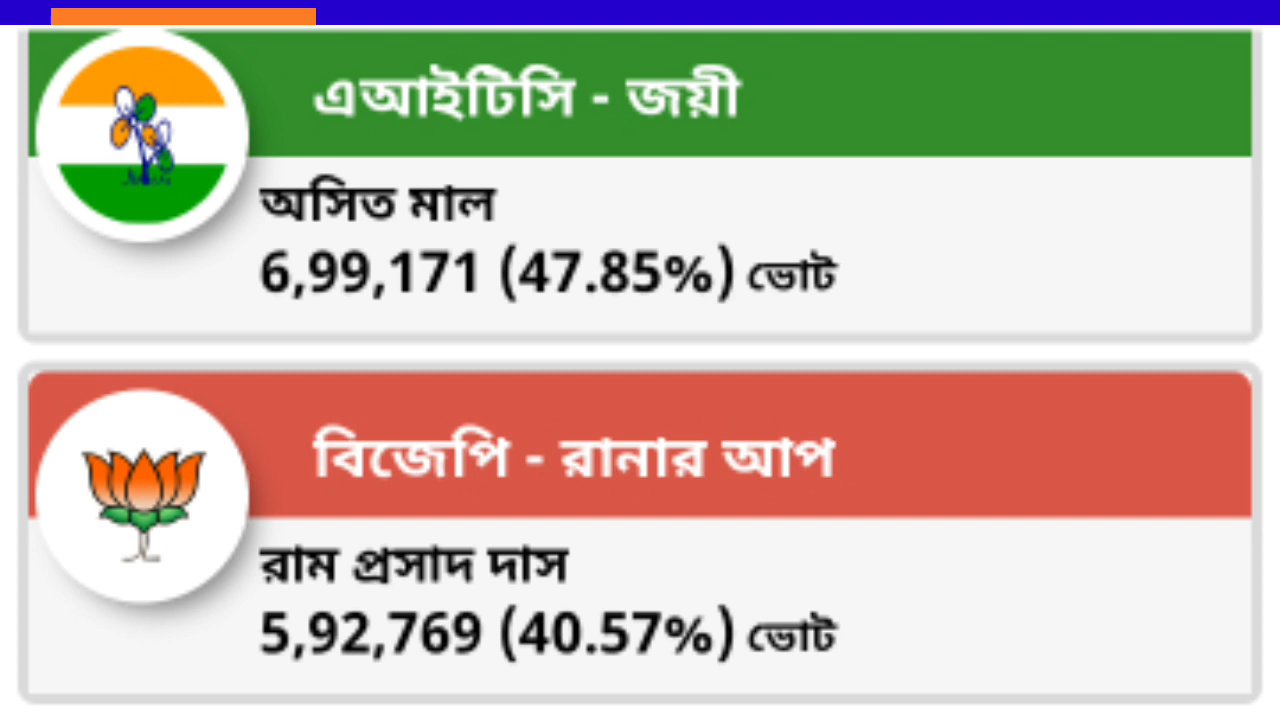 এআইটিসি - জয়ী
অসিত মাল
6,99,171 (47.85%) ভোট
বিজেপি - রানার আপ
রাম প্রসাদ দাস
5,92,769 (40.57%) ভোট